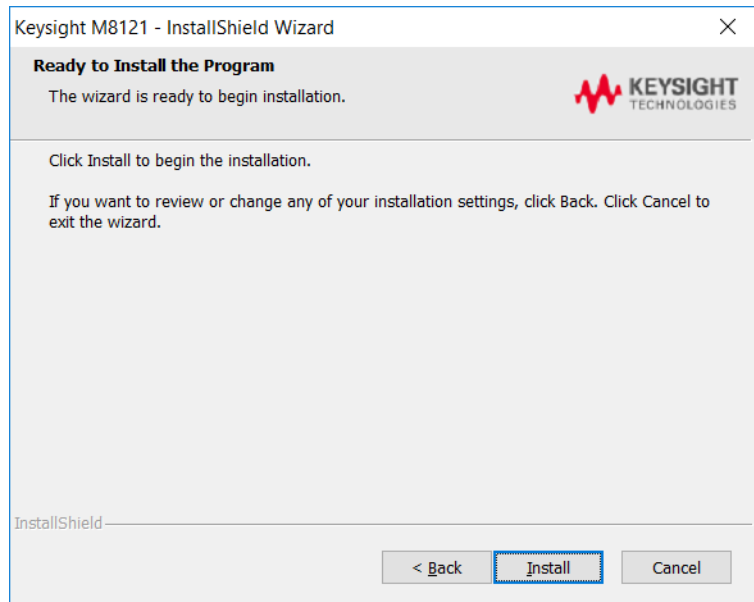 Keysight M8121 - InstallShield Wizard
Ready to Install the Program
The wizard is ready to begin installation.
KEYSIGHT
TECHNOLOGIES
Click Install to begin the installation.
If you want to review or change any of your installation settings, click Back. Click Cancel to
exit the wizard.
InstallShield
< Back
Install
Cancel